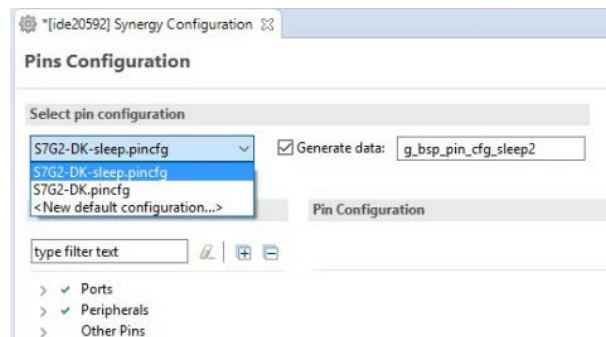 *[ide20592] Synergy Configuration
Pins Configuration
Select pin configuration
S7G2-DK-sleep.pincfg
Generate data: g_bsp_pin_cfg_sleep2
S7G2-DK-sleep.pincfg
S7G2-DK.pincfg
<New default configuration...>
Pin Configuration
type filter text
Ports
Peripherals
Other Pins